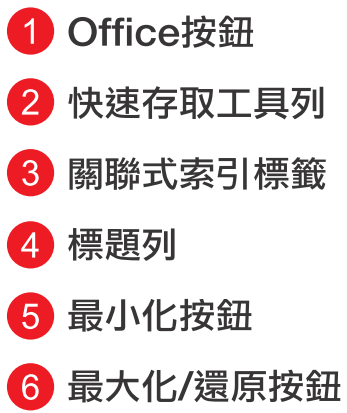 1 Office按鈕
2 快速存取工具列
3 關聯式索引標籤
4 標題列
5 最小化按鈕
6 最大化/還原按鈕